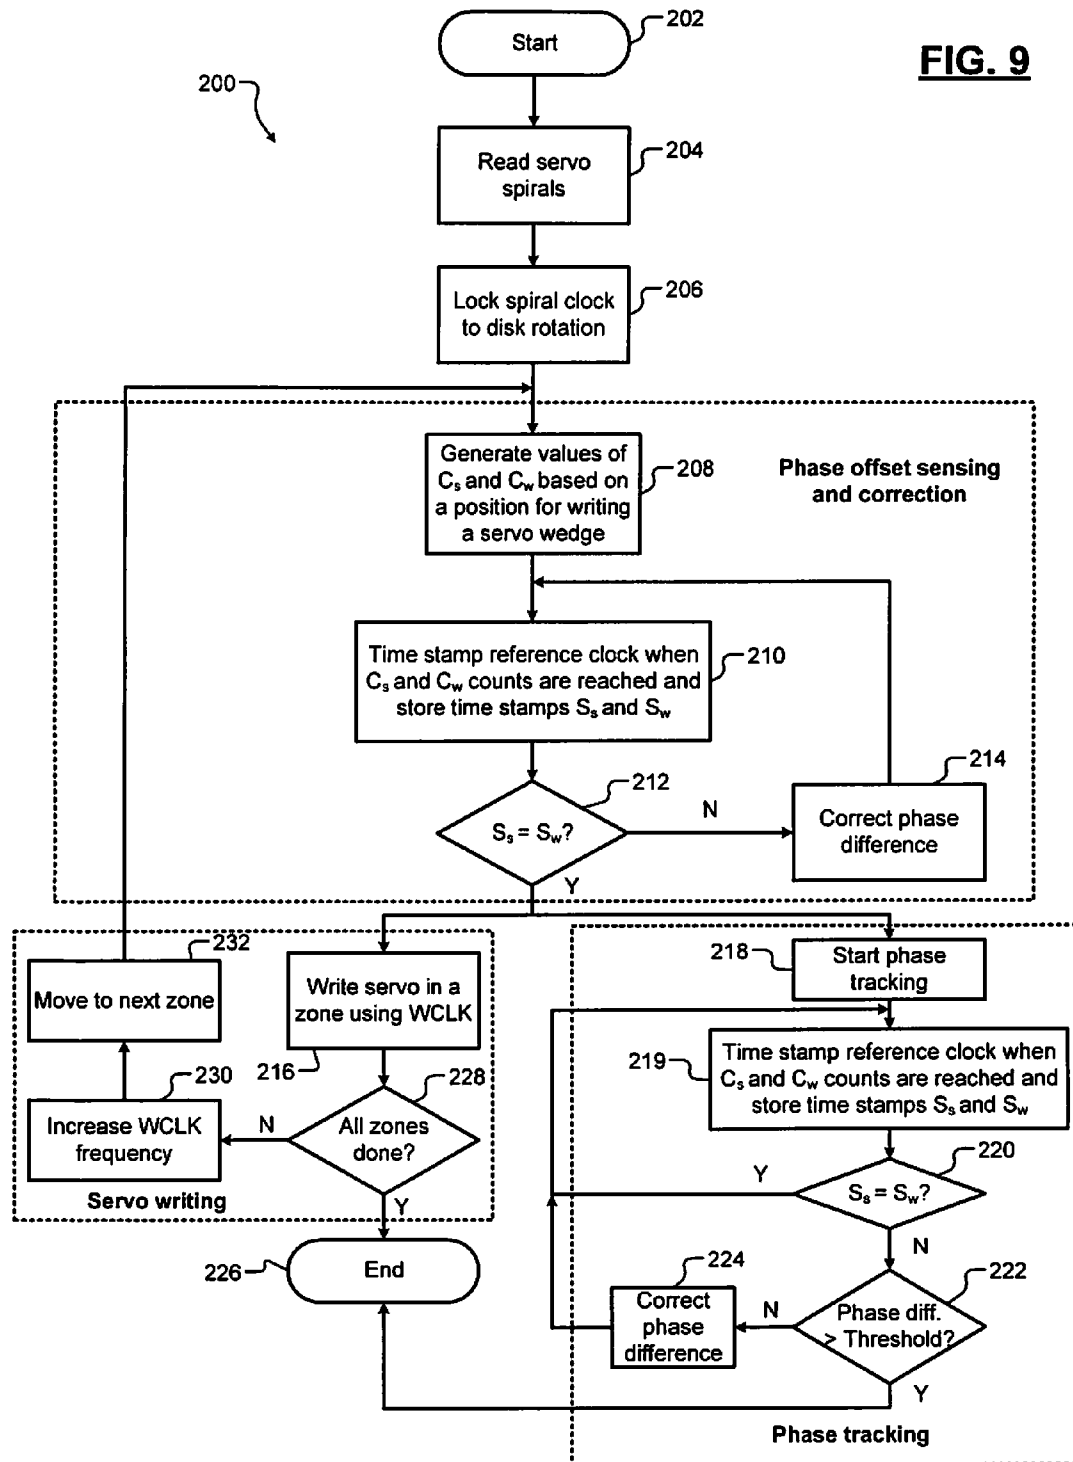 202
Start
FIG. 9
200
204
Read servo
spirals
206
Lock spiral clock
to disk rotation
Generate values of
Cs and Cw based on
a position for writing
a servo wedge
208
Phase offset sensing
and correction
Time stamp reference clock when
Cs and Cw counts are reached and
store time stamps Ss and Sw
210
212
Ss = Sw?
N
214
Correct phase
difference
Y
232
Move to next zone
Write servo in a
zone using WCLK
216
218
Start phase
tracking
219
Time stamp reference clock when
Cs and Cw counts are reached and
store time stamps Ss and Sw
230
Increase WCLK
frequency
N
228
All zones
done?
Servo writing
Y
220
Ss = Sw?
Y
N
226
End
224
Correct
phase
difference
N
222
Phase diff.
> Threshold?
Y
Phase tracking